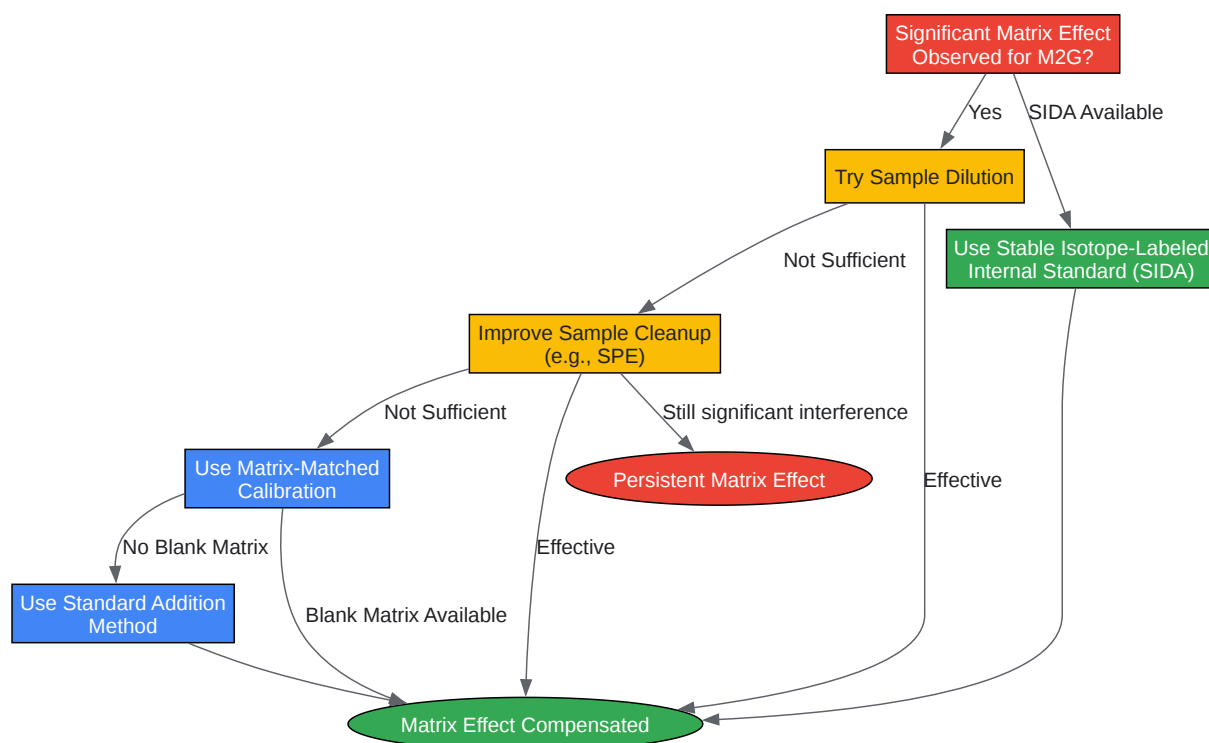 Significant Matrix Effect
Observed for M2G?
Yes
SIDA Available
Try Sample Dilution
Use Stable Isotope-Labeled
Internal Standard (SIDA)
Not Sufficient
Improve Sample Cleanup
(e.g., SPE)
Not Sufficient
Still significant interference
Use Matrix-Matched
Calibration
Persistent Matrix Effect
Effective
No Blank Matrix
Effective
Use Standard Addition
Method
Blank Matrix Available
Matrix Effect Compensated